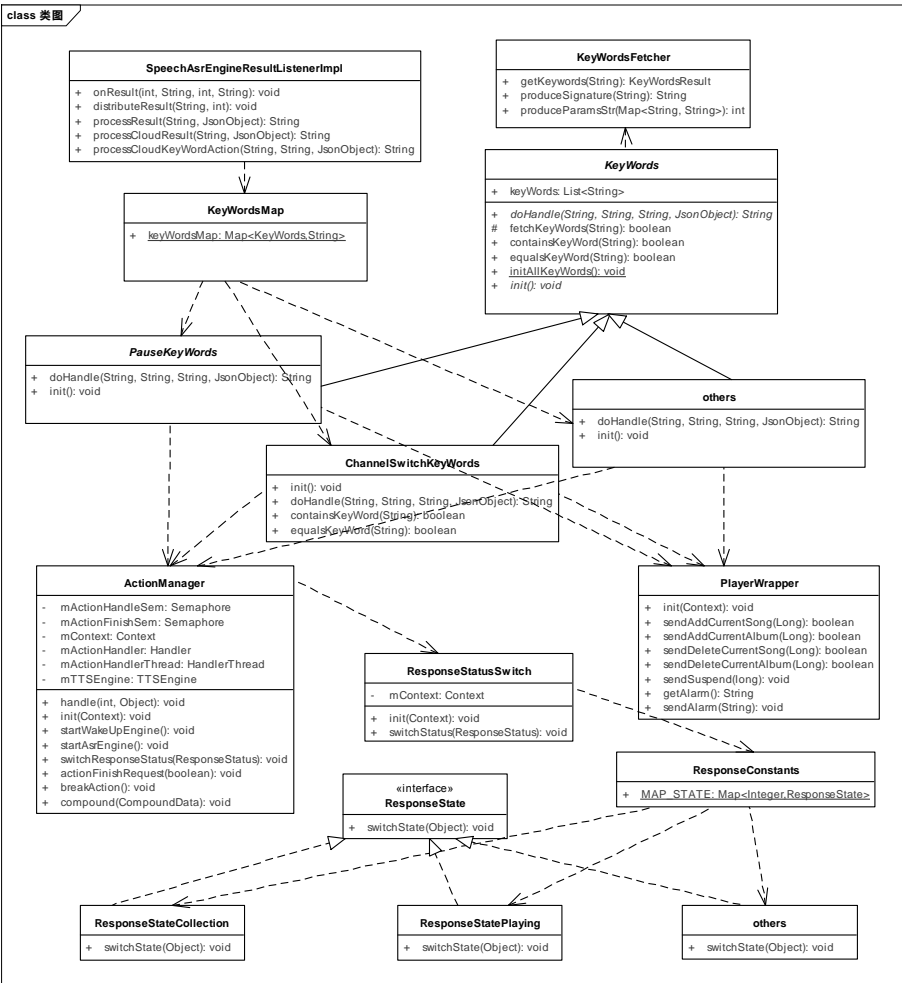 class 类图
SpeechAsrEngineResultListenerImpl
+ onResult(int, String, int, String): void
+ distributeResult(String, int): void
+ processResult(String, JsonObject): String
+ processCloudResult(String, JsonObject): String
+ processCloudKeyWordAction(String, String, JsonObject): String
KeyWordsFetcher
+ getKeywords(String): KeyWordsResult
+ produceSignature(String): String
+ produceParamsStr(Map<String, String>): int
KeyWords
+ keyWords: List<String>
+ doHandle(String, String, String, JsonObject): String
# fetchKeyWords(String): boolean
+ containsKeyWord(String): boolean
+ equalsKeyWord(String): boolean
+ initAllKeyWords(): void
+ init(): void
KeyWordsMap
+ keyWordsMap: Map<KeyWords,String>
PauseKeyWords
+ doHandle(String, String, String, JsonObject): String
+ init(): void
others
+ doHandle(String, String, String, JsonObject): String
+ init(): void
ChannelSwitchKeyWords
+ init(): void
+ doHandle(String, String, String, JsonObject): String
+ containsKeyWord(String): boolean
+ equalsKeyWord(String): boolean
ActionManager
- mActionHandleSem: Semaphore
- mActionFinishSem: Semaphore
- mContext: Context
- mActionHandler: Handler
- mActionHandlerThread: HandlerThread
- mTTSEngine: TTSEngine
+ handle(int, Object): void
+ init(Context): void
+ startWakeUpEngine(): void
+ startAsrEngine(): void
+ switchResponseStatus(ResponseStatus): void
+ actionFinishRequest(boolean): void
+ breakAction(): void
+ compound(CompoundData): void
PlayerWrapper
+ init(Context): void
+ sendAddCurrentSong(Long): boolean
+ sendAddCurrentAlbum(Long): boolean
+ sendDeleteCurrentSong(Long): boolean
+ sendDeleteCurrentAlbum(Long): boolean
+ sendSuspend(long): void
+ getAlarm(): String
+ sendAlarm(String): void
ResponseStatusSwitch
- mContext: Context
+ init(Context): void
+ switchStatus(ResponseStatus): void
ResponseConstants
+ MAP_STATE: Map<Integer,ResponseState>
«interface»
ResponseState
+ switchState(Object): void
ResponseStateCollection
+ switchState(Object): void
ResponseStatePlaying
+ switchState(Object): void
others
+ switchState(Object): void